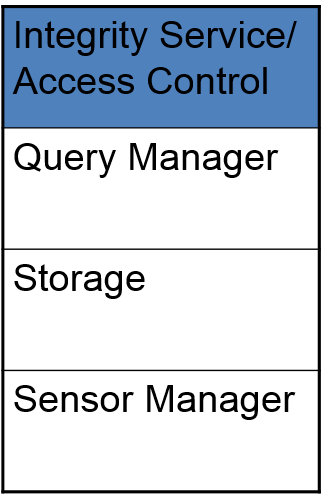 Integrity Service/
Access Control
Query Manager
Storage
Sensor Manager